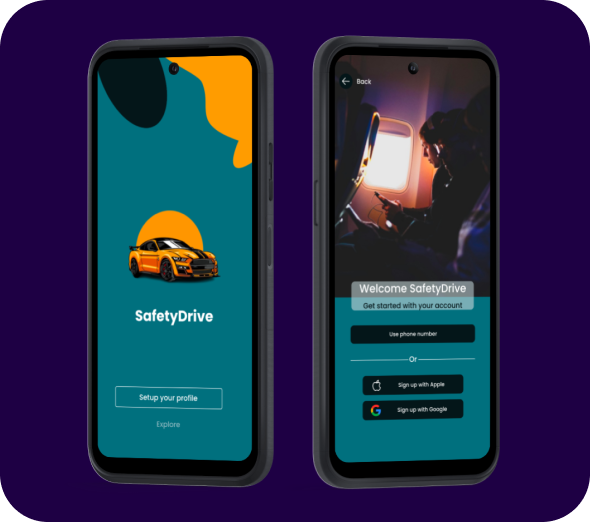 SafetyDrive
Setup your profile
Explore
Back
Welcome SafetyDrive
Get started with your account
Use phone number
Or
Sign up with Apple
Sign up with Google